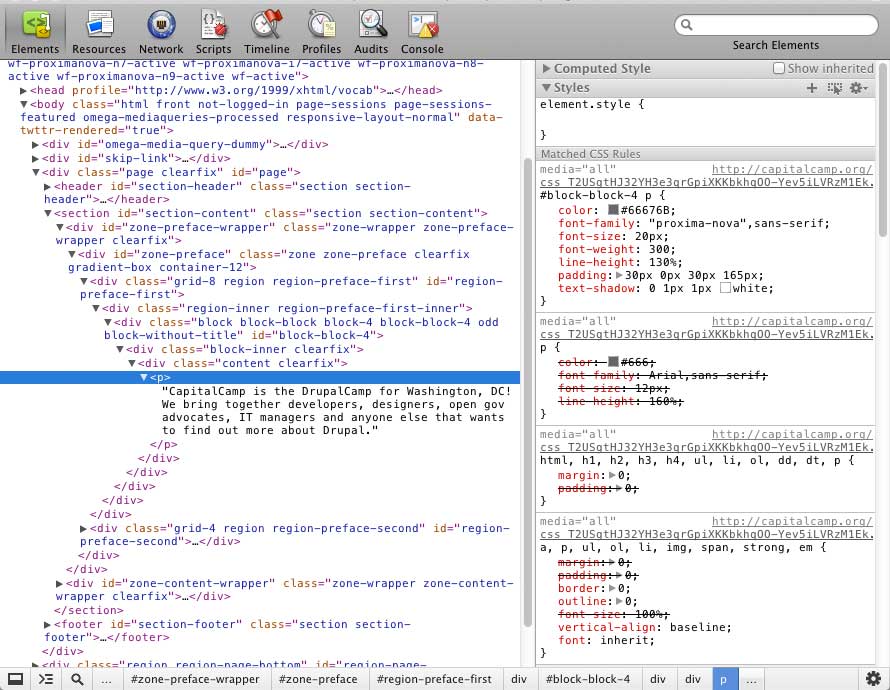 Elements Resources Network Scripts Timeline Profiles Audits Console
Search Elements
wf-proximanova-n7-active wf-proximanova-i7-active wf-proximanova-n8-
active wf-proximanova-n9-active wf-active">
▶<head profile="http://www.w3.org/1999/xhtml/vocab">…</head>
▼<body class="html front not-logged-in page-sessions page-sessions-
featured omega-mediaqueries-processed responsive-layout-normal" data-
twttr-rendered="true">
▶<div id="omega-media-query-dummy">…</div>
▶<div id="skip-link">…</div>
▼<div class="page clearfix" id="page">
▶<header id="section-header" class="section section-
header">…</header>
▼<section id="section-content" class="section section-content">
▼<div id="zone-preface-wrapper" class="zone-wrapper zone-preface-
wrapper clearfix">
▼<div id="zone-preface" class="zone zone-preface clearfix
gradient-box container-12">
▼<div class="grid-8 region region-preface-first" id="region-
preface-first">
▼<div class="region-inner region-preface-first-inner">
▼<div class="block block-block block-4 block-block-4 odd
block-without-title" id="block-block-4">
▼<div class="block-inner clearfix">
▼<div class="content clearfix">
▼<p>
"CapitalCamp is the DrupalCamp for Washington, DC!
We bring together developers, designers, open gov
advocates, IT managers and anyone else that wants
to find out more about Drupal."
</p>
</div>
</div>
</div>
</div>
</div>
▶<div class="grid-4 region region-preface-second" id="region-
preface-second">…</div>
</div>
</div>
▶<div id="zone-content-wrapper" class="zone-wrapper zone-content-
wrapper clearfix">…</div>
</section>
▶<footer id="section-footer" class="section section-
footer">…</footer>
</div>
▶<div class="region region-page-bottom" id="region-page-
▶ Computed Style Show inherited
▼ Styles
element.style {
}
Matched CSS Rules
media="all" http://capitalcamp.org/
css_T2USgtHJ32YH3e3qrGpiXKKbkhqOO-Yev5iLVRzM1Ek.
#block-block-4 p {
color: #66676B;
font-family: "proxima-nova",sans-serif;
font-size: 20px;
font-weight: 300;
line-height: 130%;
padding:▶30px 0px 30px 165px;
text-shadow: 0 1px 1px white;
}
media="all" http://capitalcamp.org/
css_T2USgtHJ32YH3e3qrGpiXKKbkhqOO-Yev5iLVRzM1Ek.
p {
color: #666;
font-family: Arial,sans-serif;
font-size: 12px;
line-height: 160%;
}
media="all" http://capitalcamp.org/
css_T2USgtHJ32YH3e3qrGpiXKKbkhqOO-Yev5iLVRzM1Ek.
html, h1, h2, h3, h4, ul, li, ol, dd, dt, p {
margin:▶0;
padding:▶0;
}
media="all" http://capitalcamp.org/
css_T2USgtHJ32YH3e3qrGpiXKKbkhqOO-Yev5iLVRzM1Ek.
a, p, ul, ol, li, img, span, strong, em {
margin:▶0;
padding:▶0;
border:▶0;
outline:▶0;
font-size: 100%;
vertical-align: baseline;
font: inherit;
}
… #zone-preface-wrapper #zone-preface #region-preface-first div #block-block-4 div div p …